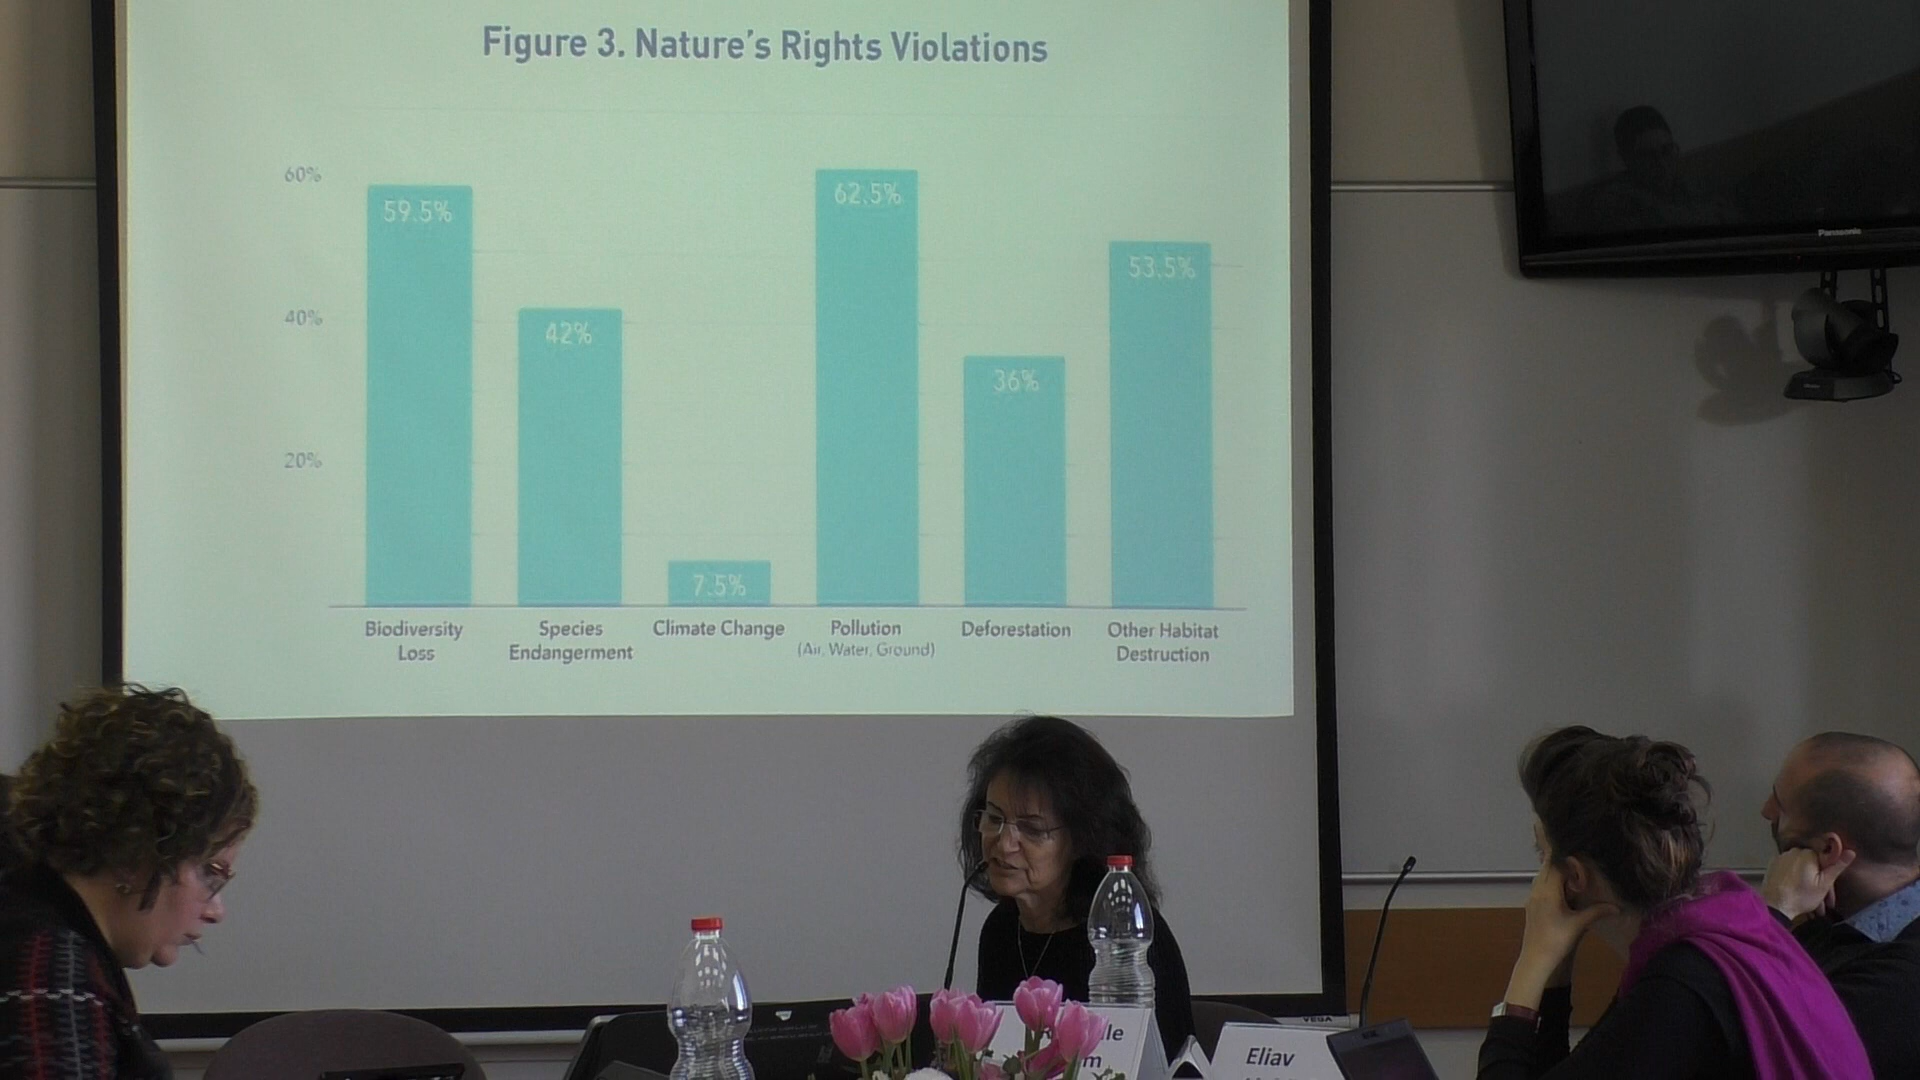 Figure 3. Nature's Rights Violations
60%
40%
20%
59.5%
42%
7.5%
62.5%
36%
53.5%
Biodiversity
Loss
Species
Endangerment
Climate Change
Pollution
(Air, Water, Ground)
Deforestation
Other Habitat
Destruction
Panasonic
VEGA
Eliav